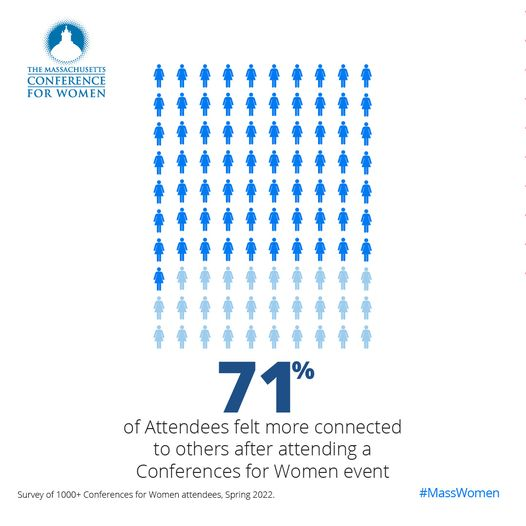 THE MASSACHUSETTS
CONFERENCE
FOR WOMEN
71%
of Attendees felt more connected
to others after attending a
Conferences for Women event
Survey of 1000+ Conferences for Women attendees, Spring 2022.
#MassWomen